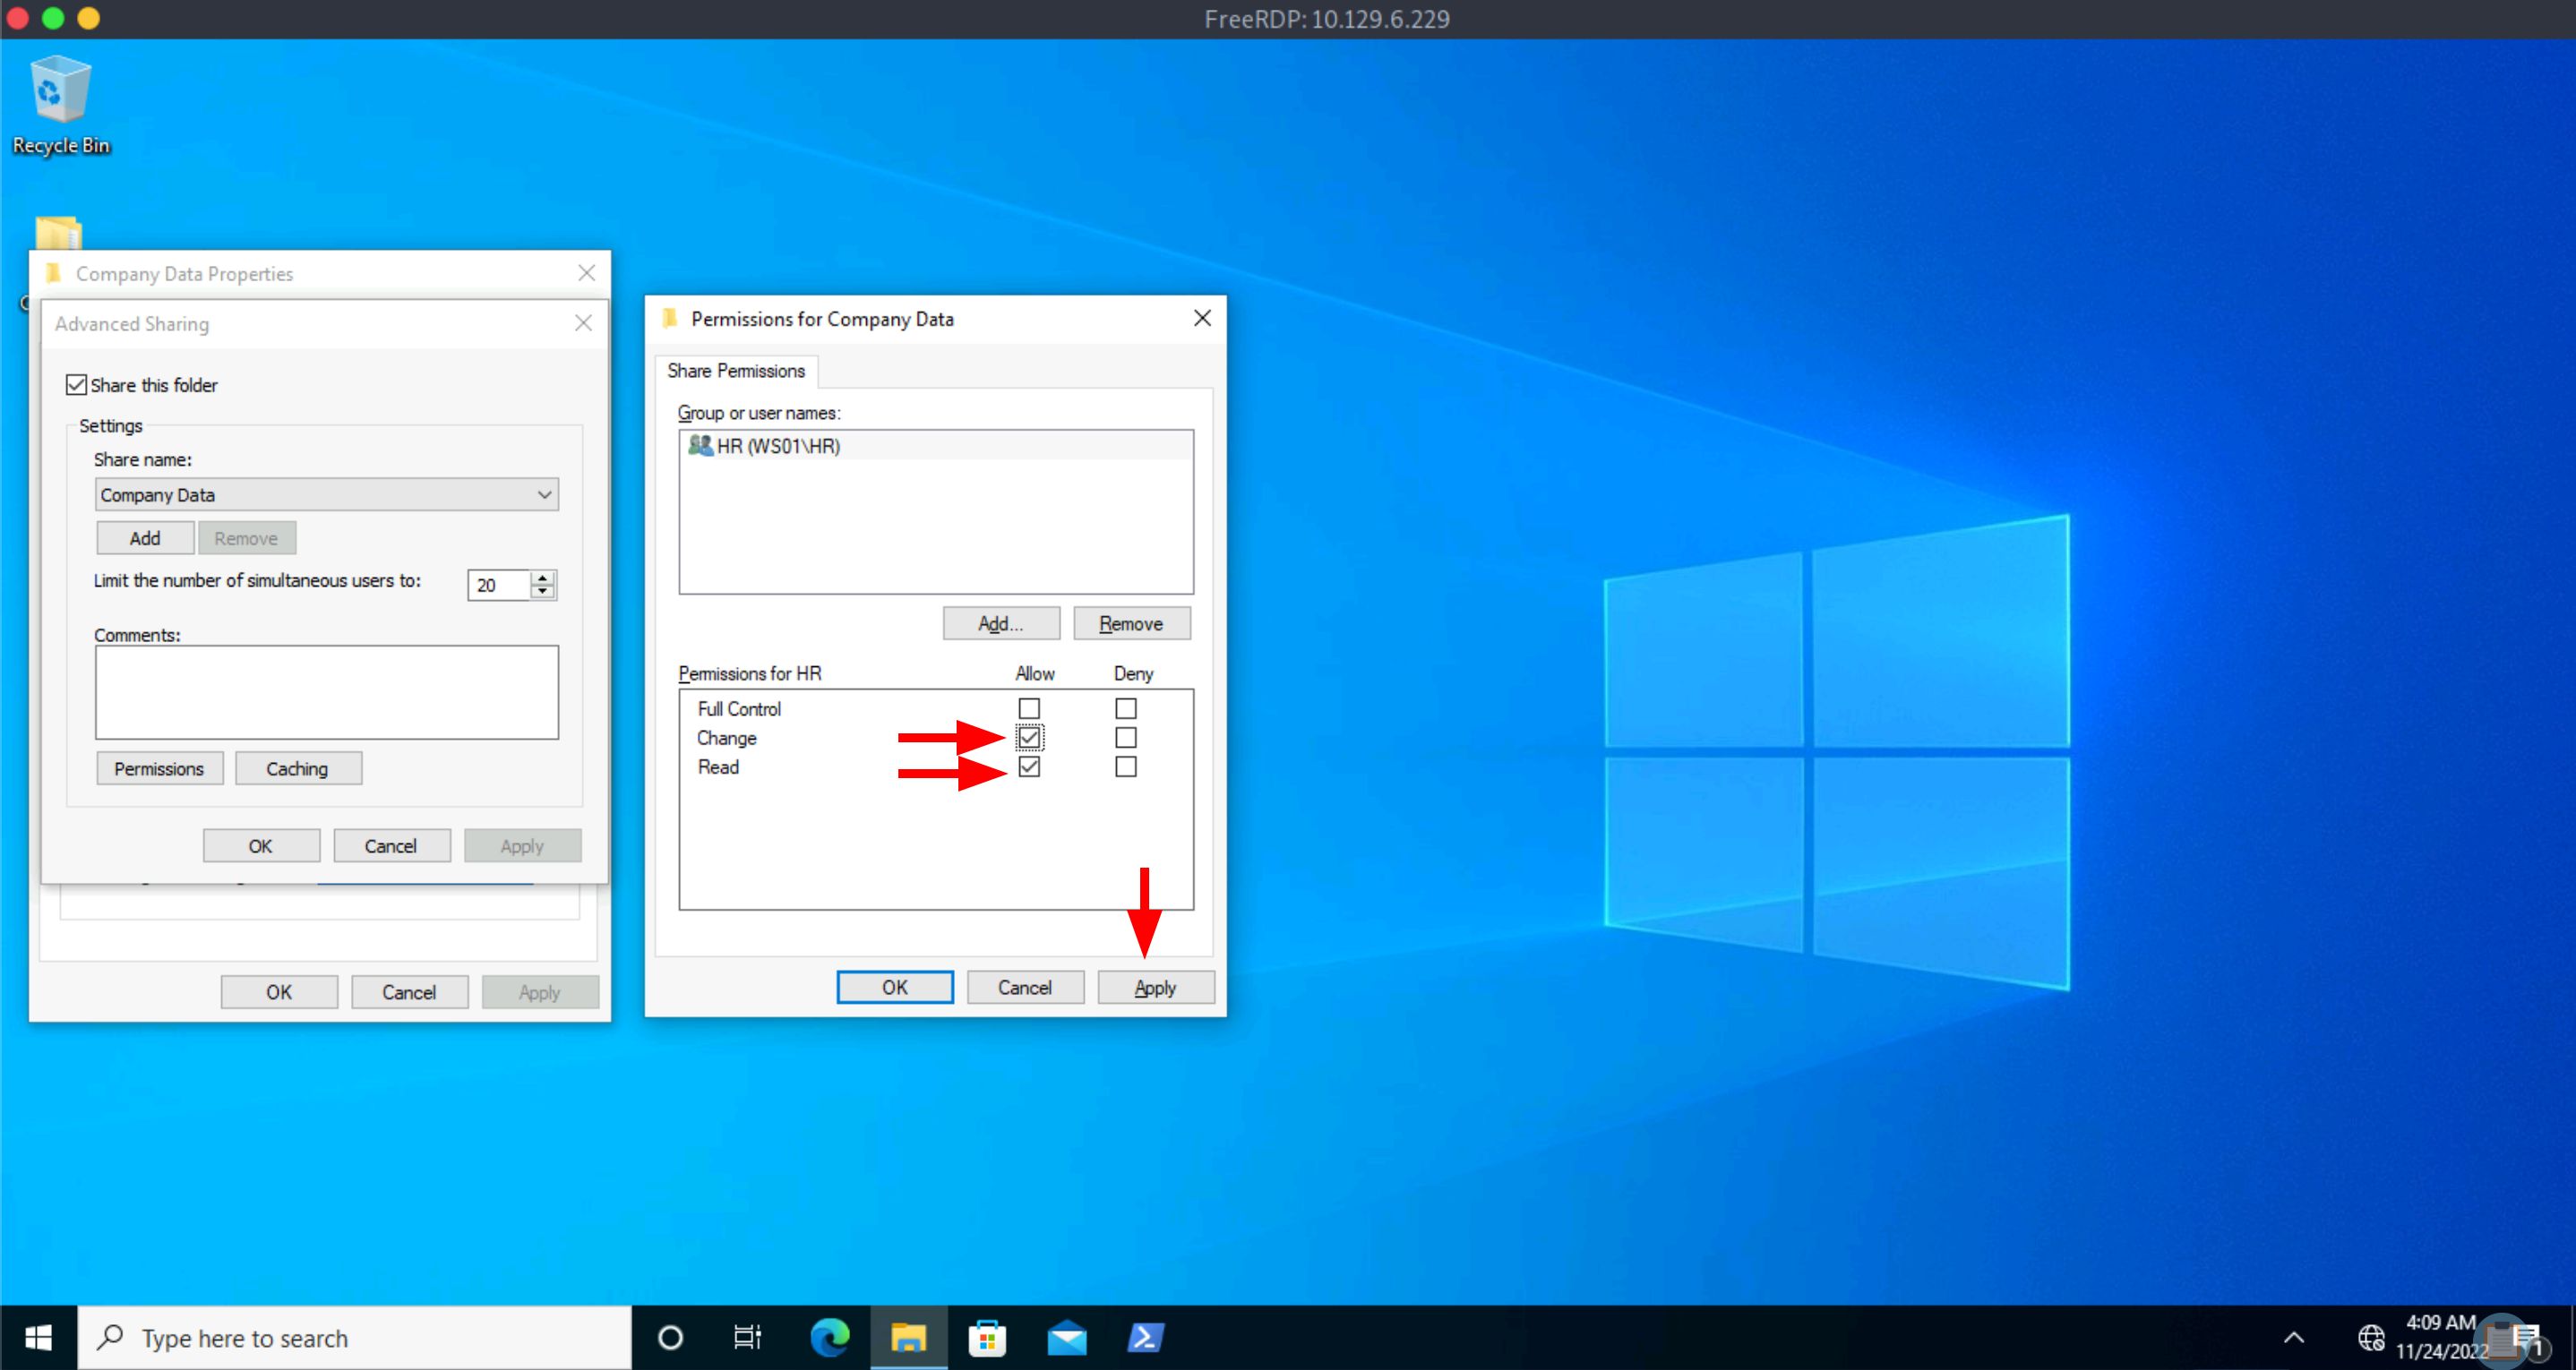 FreeRDP: 10.129.6.229
Recycle Bin
Company Data Properties
Advanced Sharing
Share this folder
Settings
Share name:
Company Data
Add Remove
Limit the number of simultaneous users to: 20
Comments:
Permissions Caching
OK Cancel Apply
OK Cancel Apply
Permissions for Company Data
Share Permissions
Group or user names:
HR (WS01\HR)
Add... Remove
Permissions for HR Allow Deny
Full Control
Change
Read
OK Cancel Apply
Type here to search
4:09 AM
11/24/2022
1